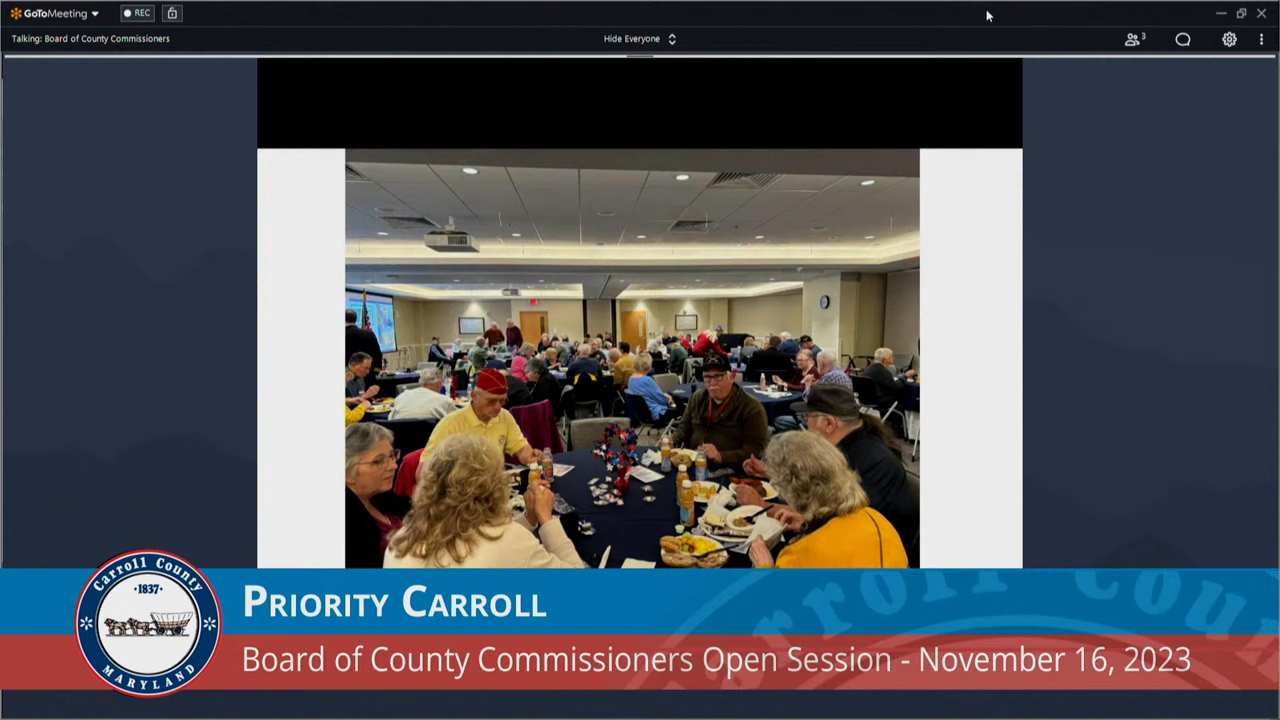 GoToMeeting
REC
Talking: Board of County Commissioners
Hide Everyone
3
Carroll County
1837
MARYLAND
PRIORITY CARROLL
Board of County Commissioners Open Session - November 16, 2023